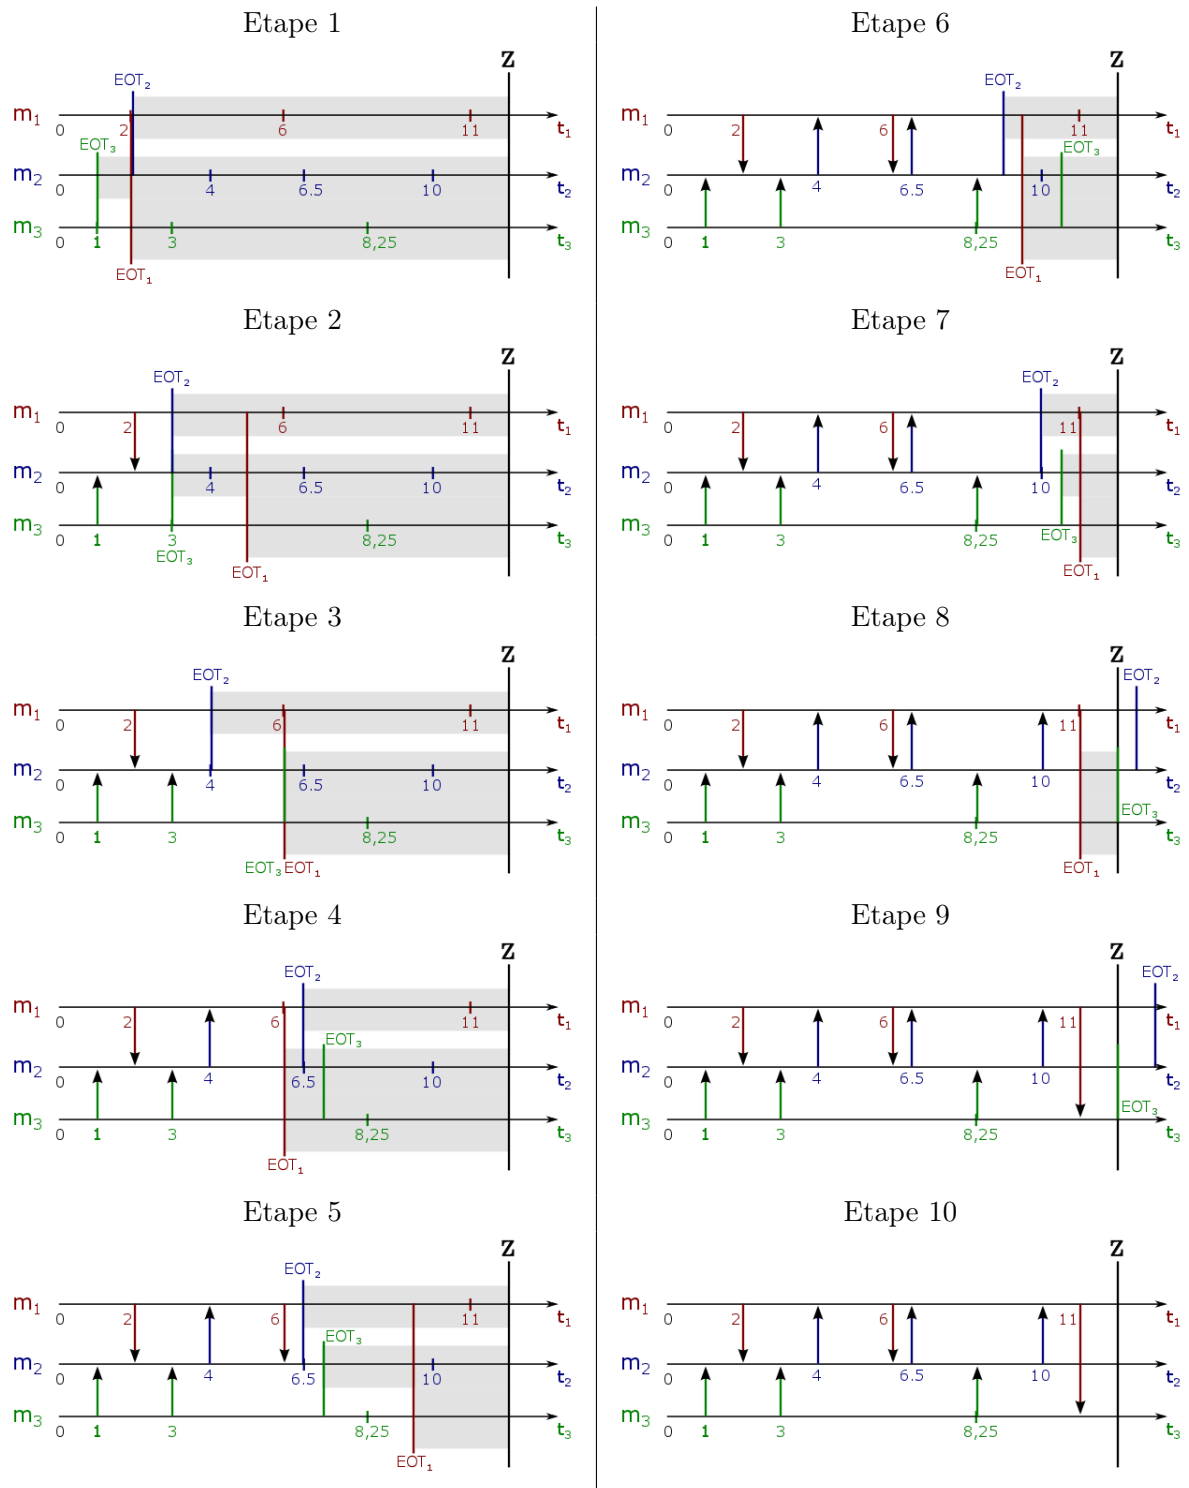 Etape 1
Z
EOT2
m1 0 2 6 11 t1
EOT3
m2 0 4 6.5 10 t2
m3 0 1 3 8,25 t3
EOT1
Etape 2
Z
EOT2
m1 0 2 6 11 t1
m2 0 4 6.5 10 t2
m3 0 1 3 8,25 t3
EOT3
EOT1
Etape 3
Z
EOT2
m1 0 2 6 11 t1
m2 0 4 6.5 10 t2
m3 0 1 3 8,25 t3
EOT3 EOT1
Etape 4
Z
EOT2
m1 0 2 6 11 t1
EOT3
m2 0 4 6.5 10 t2
m3 0 1 3 8,25 t3
EOT1
Etape 5
Z
EOT2
m1 0 2 6 11 t1
EOT3
m2 0 4 6.5 10 t2
m3 0 1 3 8,25 t3
EOT1
Etape 6
Z
EOT2
m1 0 2 6 11 t1
EOT3
m2 0 4 6.5 10 t2
m3 0 1 3 8,25 t3
EOT1
Etape 7
Z
EOT2
m1 0 2 6 11 t1
m2 0 4 6.5 10 t2
EOT3
m3 0 1 3 8,25 t3
EOT1
Etape 8
Z
EOT2
m1 0 2 6 11 t1
m2 0 4 6.5 10 t2
EOT3
m3 0 1 3 8,25 t3
EOT1
Etape 9
Z
EOT2
m1 0 2 6 11 t1
m2 0 4 6.5 10 t2
EOT3
m3 0 1 3 8,25 t3
Etape 10
Z
m1 0 2 6 11 t1
m2 0 4 6.5 10 t2
m3 0 1 3 8,25 t3